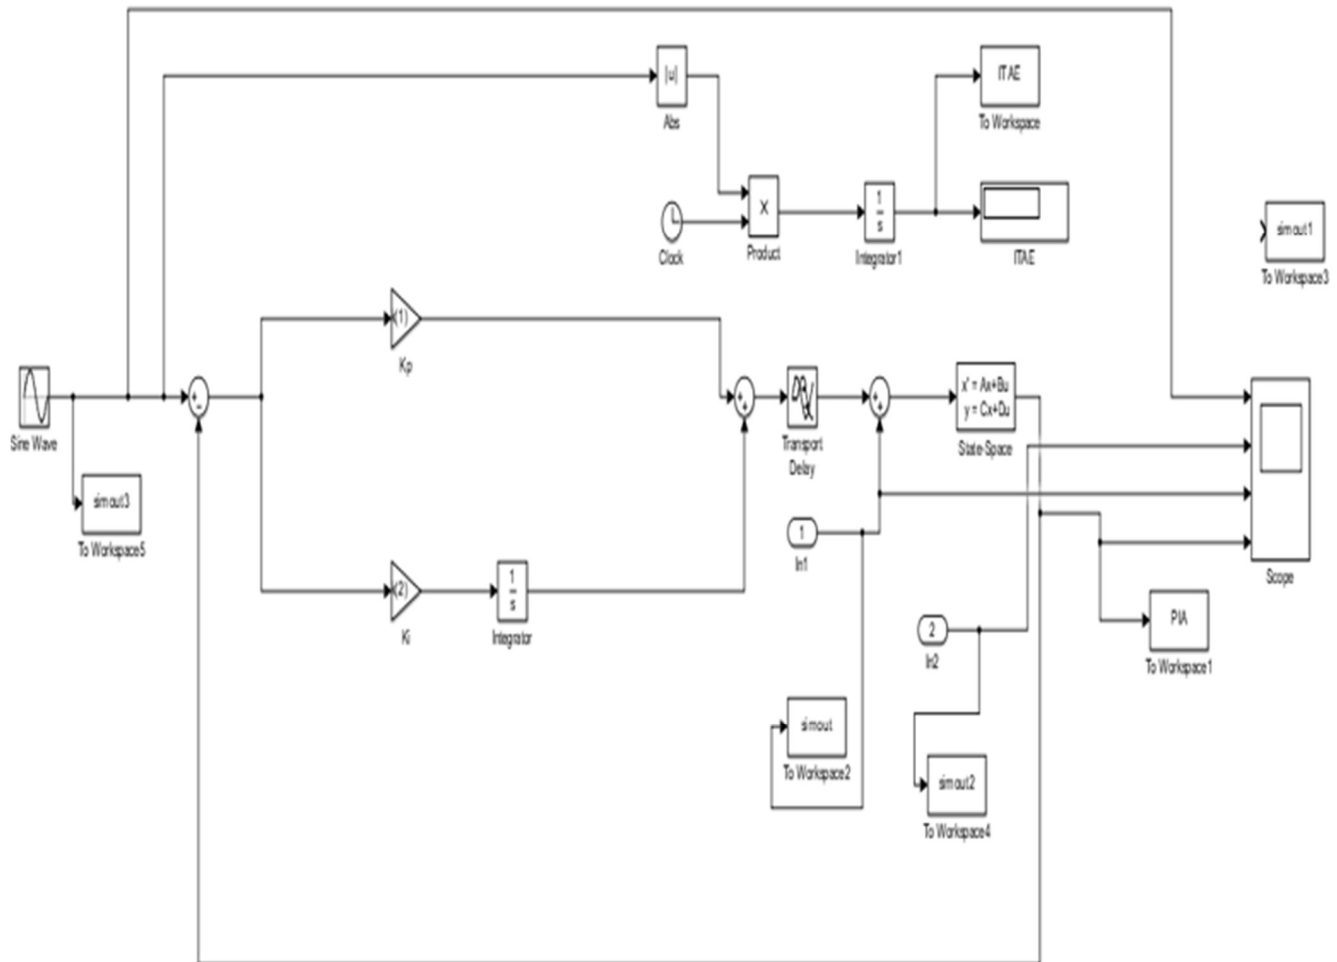 |u|
Abs
ITAE
To Workspace
X
Product
Clock
1
s
Integrator1
ITAE
simout1
To Workspace3
(1)
Kp
Sine Wave
+
-
+
+
Transport
Delay
+
+
x' = Ax+Bu
y = Cx+Du
State-Space
simout3
To Workspace5
1
In1
Scope
(2)
Ki
1
s
Integrator
2
In2
PIA
To Workspace1
simout
To Workspace2
simout2
To Workspace4